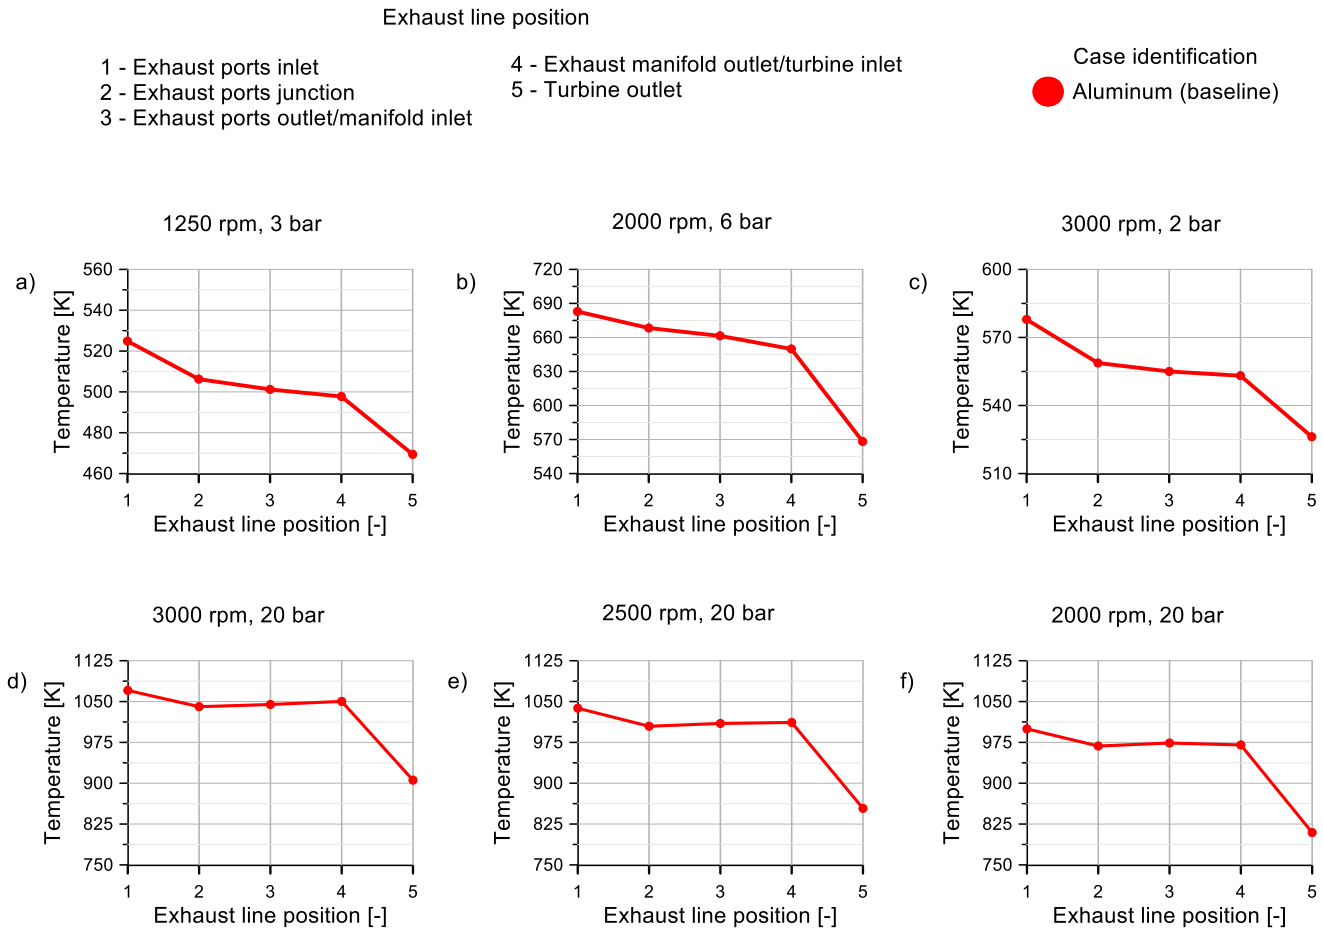 Exhaust line position
1 - Exhaust ports inlet
2 - Exhaust ports junction
3 - Exhaust ports outlet/manifold inlet
4 - Exhaust manifold outlet/turbine inlet
5 - Turbine outlet
Case identification
Aluminum (baseline)
a)
1250 rpm, 3 bar
Temperature [K]
560
540
520
500
480
460
1 2 3 4 5
Exhaust line position [-]
b)
2000 rpm, 6 bar
Temperature [K]
720
690
660
630
600
570
540
1 2 3 4 5
Exhaust line position [-]
c)
3000 rpm, 2 bar
Temperature [K]
600
570
540
510
1 2 3 4 5
Exhaust line position [-]
d)
3000 rpm, 20 bar
Temperature [K]
1125
1050
975
900
825
750
1 2 3 4 5
Exhaust line position [-]
e)
2500 rpm, 20 bar
Temperature [K]
1125
1050
975
900
825
750
1 2 3 4 5
Exhaust line position [-]
f)
2000 rpm, 20 bar
Temperature [K]
1125
1050
975
900
825
750
1 2 3 4 5
Exhaust line position [-]